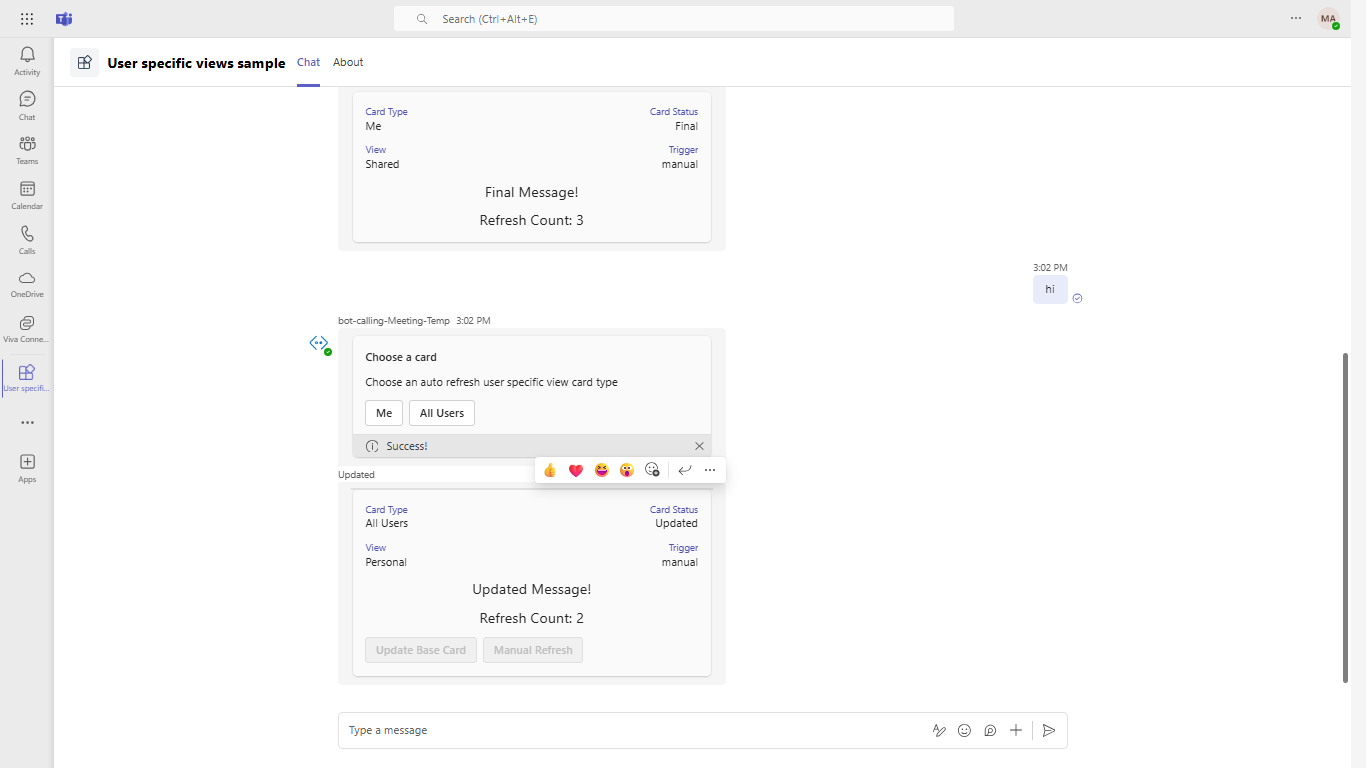 Search (Ctrl+Alt+E)
MA
User specific views sample
Chat
About
Activity
Chat
Teams
Calendar
Calls
OneDrive
Viva Conne...
User specifi...
Apps
Card Type
Card Status
Me
Final
View
Trigger
Shared
manual
Final Message!
Refresh Count: 3
3:02 PM
hi
bot-calling-Meeting-Temp 3:02 PM
Choose a card
Choose an auto refresh user specific view card type
Me
All Users
Success!
Updated
Card Type
Card Status
All Users
Updated
View
Trigger
Personal
manual
Updated Message!
Refresh Count: 2
Update Base Card
Manual Refresh
Type a message